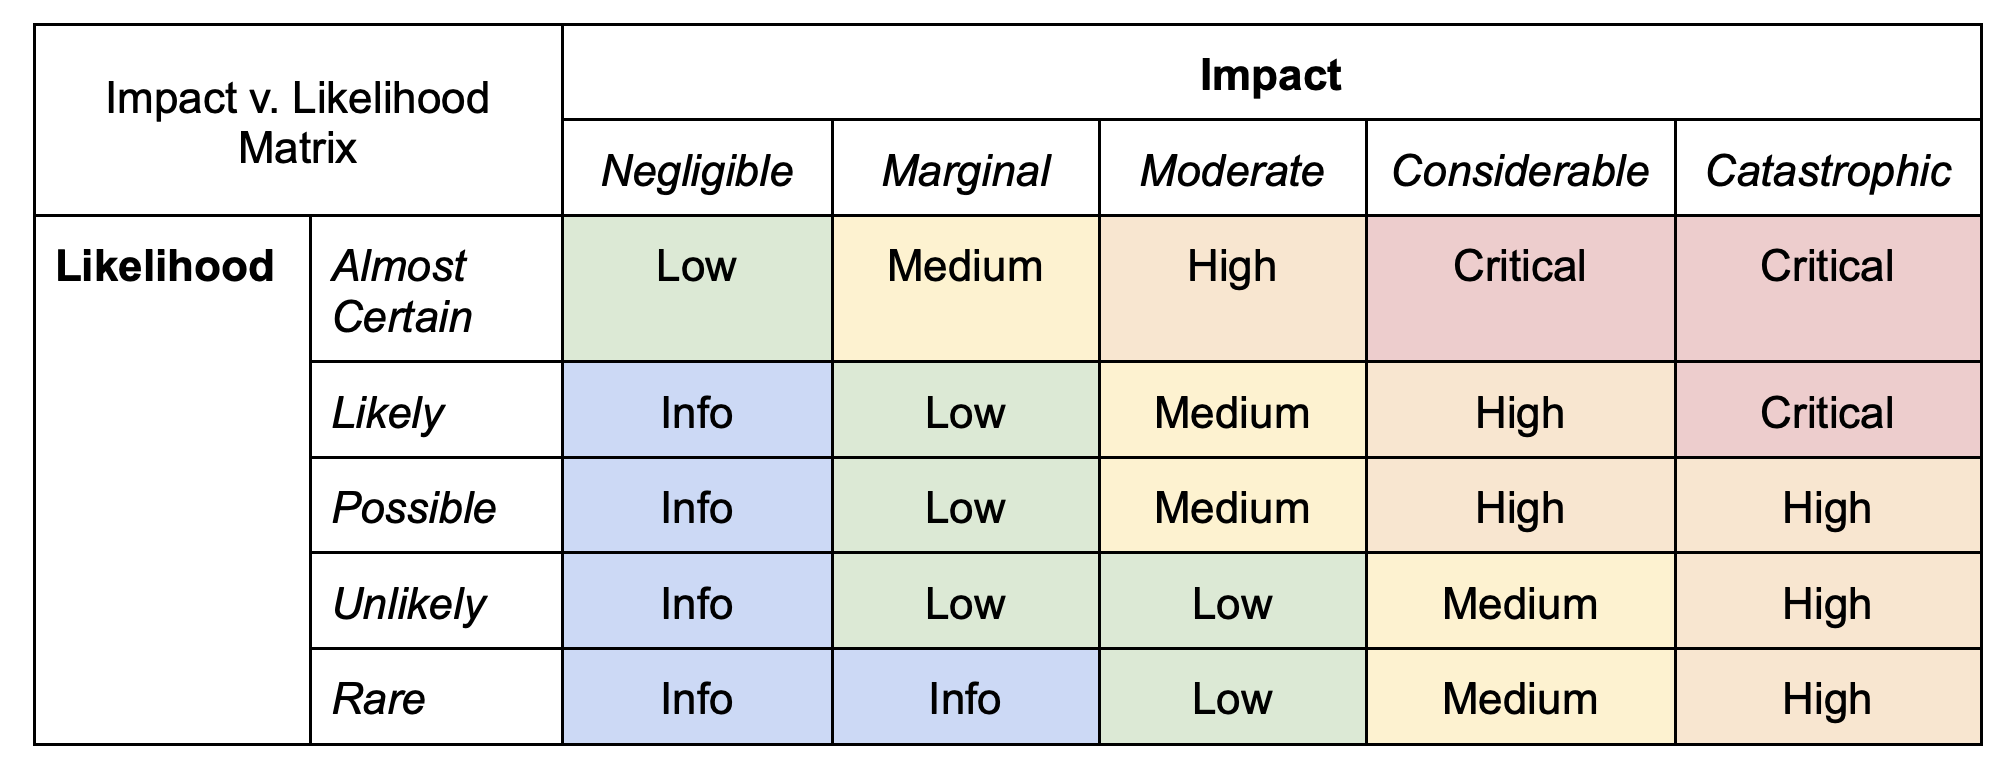 Impact v. Likelihood
Matrix
Impact
Negligible Marginal Moderate Considerable Catastrophic
Likelihood Almost Low Medium High Critical Critical
Certain
Likely Info Low Medium High Critical
Possible Info Low Medium High High
Unlikely Info Low Low Medium High
Rare Info Info Low Medium High